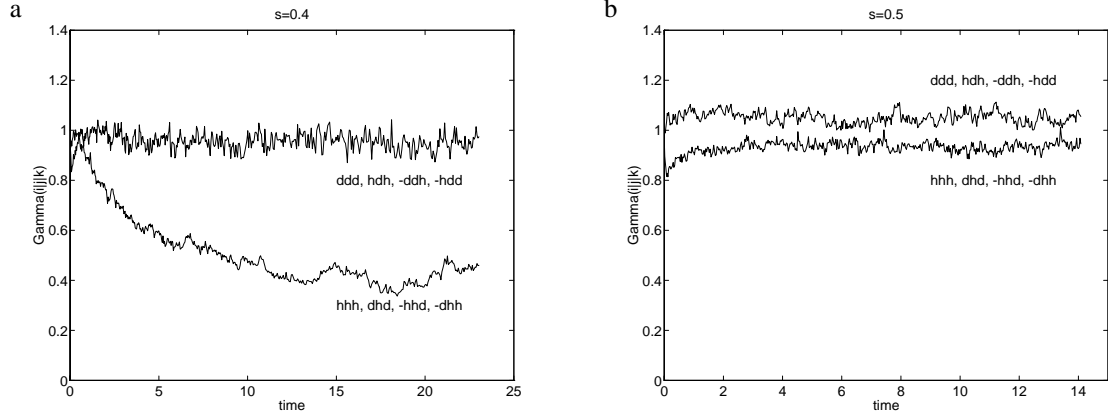 a
s=0.4
1.4
1.2
1
0.8
0.6
0.4
0.2
0
Gamma(i|j|k)
ddd, hdh, -ddh, -hdd
hhh, dhd, -hhd, -dhh
0 5 10 15 20 25
time
b
s=0.5
1.4
1.2
1
0.8
0.6
0.4
0.2
0
Gamma(i|j|k)
ddd, hdh, -ddh, -hdd
hhh, dhd, -hhd, -dhh
0 2 4 6 8 10 12 14
time